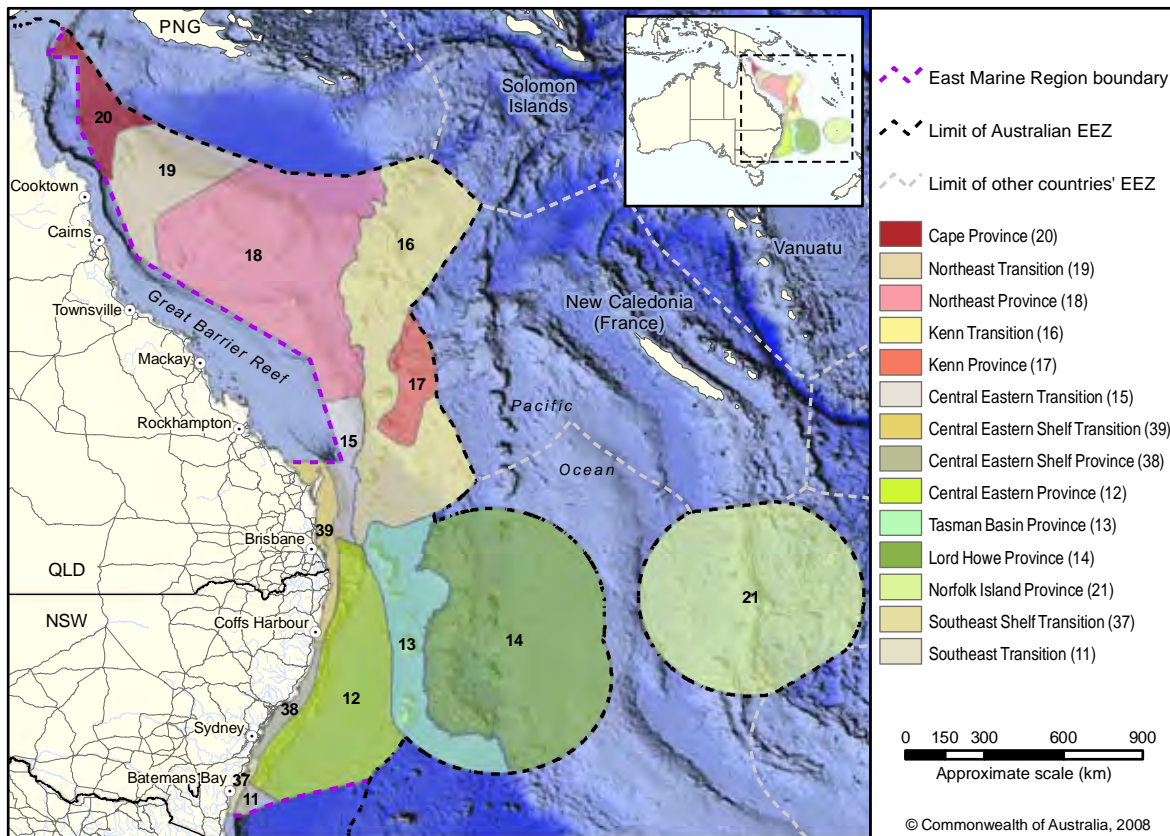 PNG
Solomon
Islands
20
19
Cooktown
Cairns
18
16
Vanuatu
New Caledonia
(France)
Townsville
Great Barrier Reef
Mackay
17
Pacific
Ocean
Rockhampton
15
39
Brisbane
QLD
NSW
Coffs Harbour
13
14
21
12
38
Sydney
Batemans Bay
37
11
East Marine Region boundary
Limit of Australian EEZ
Limit of other countries' EEZ
Cape Province (20)
Northeast Transition (19)
Northeast Province (18)
Kenn Transition (16)
Kenn Province (17)
Central Eastern Transition (15)
Central Eastern Shelf Transition (39)
Central Eastern Shelf Province (38)
Central Eastern Province (12)
Tasman Basin Province (13)
Lord Howe Province (14)
Norfolk Island Province (21)
Southeast Shelf Transition (37)
Southeast Transition (11)
0 150 300 600 900
Approximate scale (km)
© Commonwealth of Australia, 2008